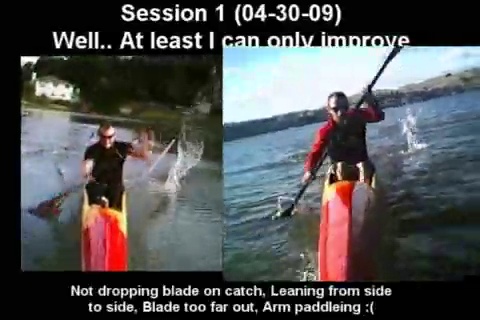 Session 1 (04-30-09)
Well.. At least I can only improve
Not dropping blade on catch, Leaning from side
to side, Blade too far out, Arm paddleing :(